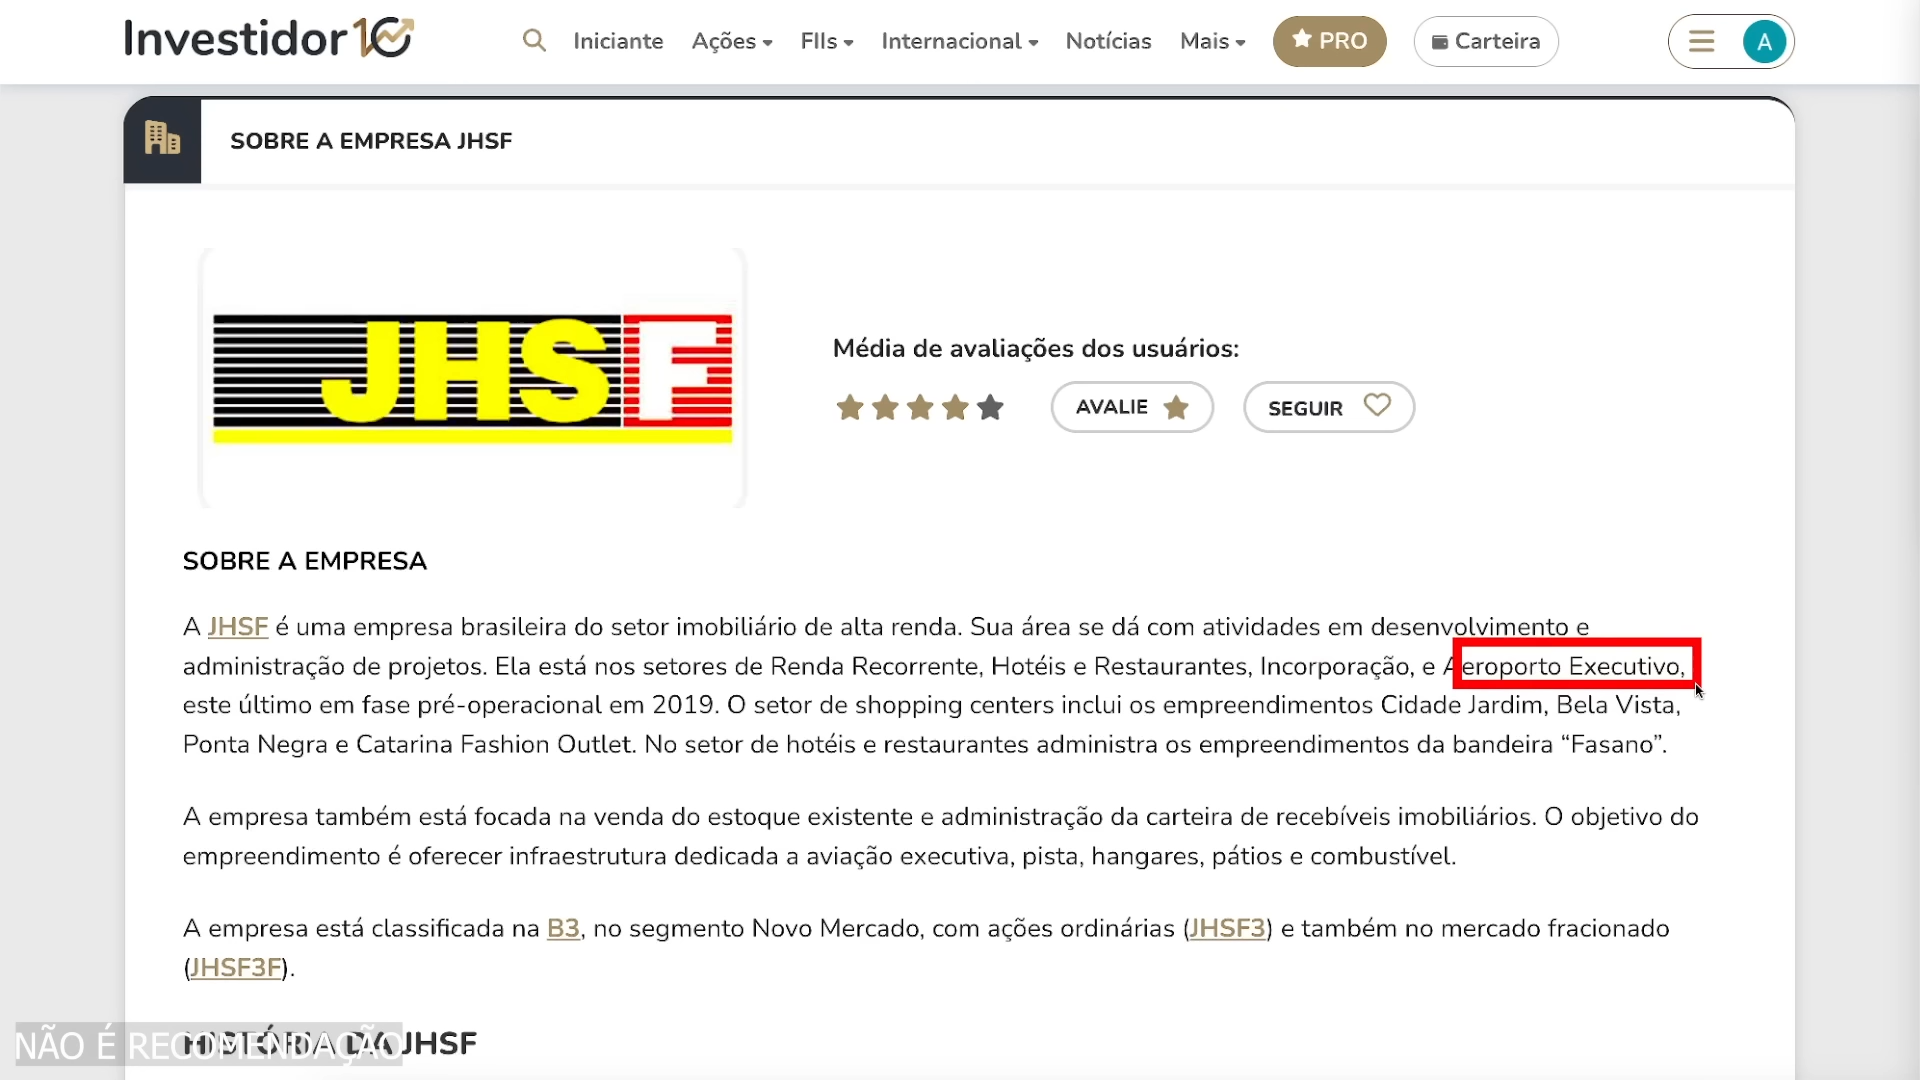 Investidor10
Iniciante
Ações
FIIs
Internacional
Notícias
Mais
PRO
Carteira
A
SOBRE A EMPRESA JHSF
JHSF
Média de avaliações dos usuários:
AVALIE
SEGUIR
SOBRE A EMPRESA
A JHSF é uma empresa brasileira do setor imobiliário de alta renda. Sua área se dá com atividades em desenvolvimento e
administração de projetos. Ela está nos setores de Renda Recorrente, Hotéis e Restaurantes, Incorporação, e Aeroporto Executivo,
este último em fase pré-operacional em 2019. O setor de shopping centers inclui os empreendimentos Cidade Jardim, Bela Vista,
Ponta Negra e Catarina Fashion Outlet. No setor de hotéis e restaurantes administra os empreendimentos da bandeira “Fasano”.
A empresa também está focada na venda do estoque existente e administração da carteira de recebíveis imobiliários. O objetivo do
empreendimento é oferecer infraestrutura dedicada a aviação executiva, pista, hangares, pátios e combustível.
A empresa está classificada na B3, no segmento Novo Mercado, com ações ordinárias (JHSF3) e também no mercado fracionado
(JHSF3F).
HISTÓRIA DA JHSF
NÃO É RECOMENDAÇÃO